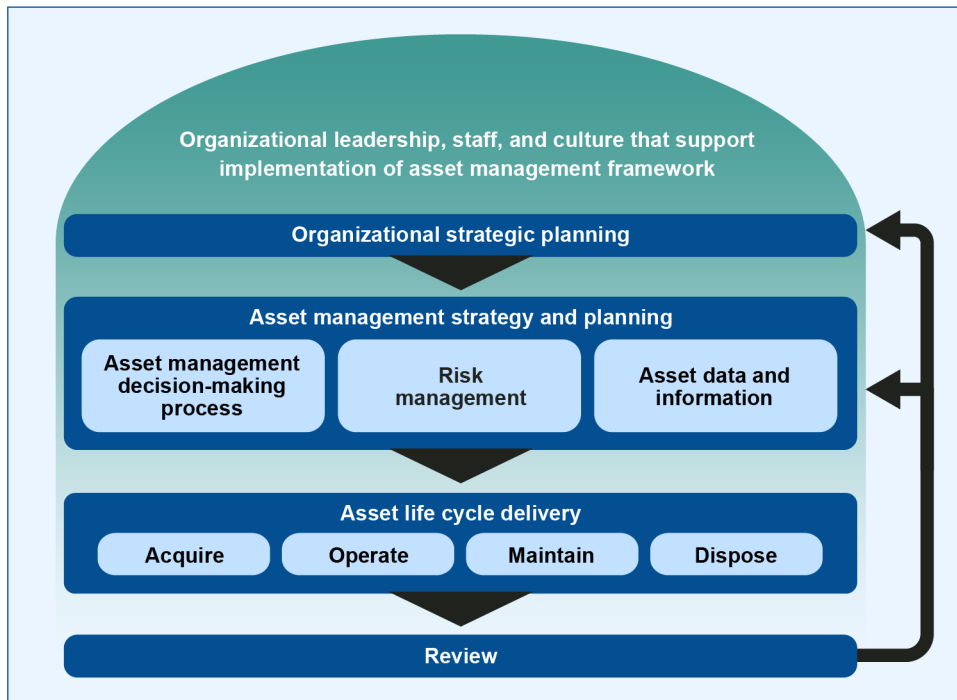 Organizational leadership, staff, and culture that support
implementation of asset management framework
Organizational strategic planning
Asset management strategy and planning
Asset management
decision-making
process
Risk
management
Asset data and
information
Asset life cycle delivery
Acquire
Operate
Maintain
Dispose
Review